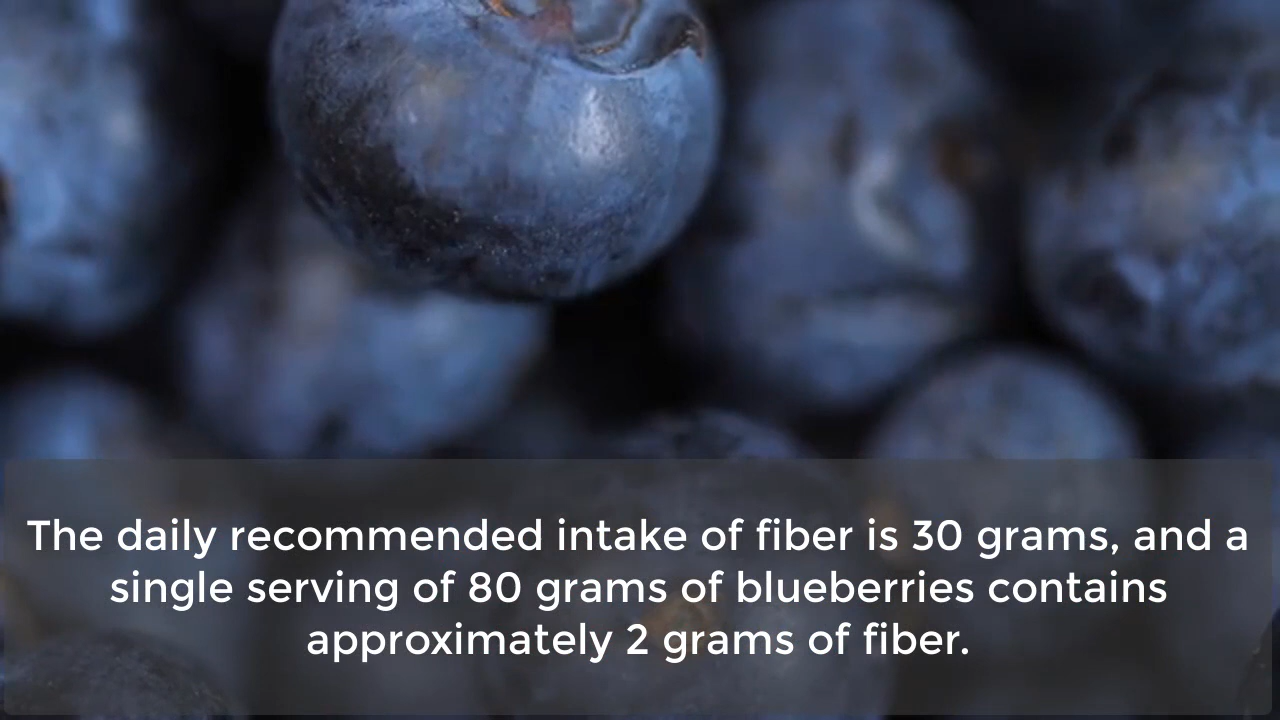 The daily recommended intake of fiber is 30 grams, and a
single serving of 80 grams of blueberries contains
approximately 2 grams of fiber.